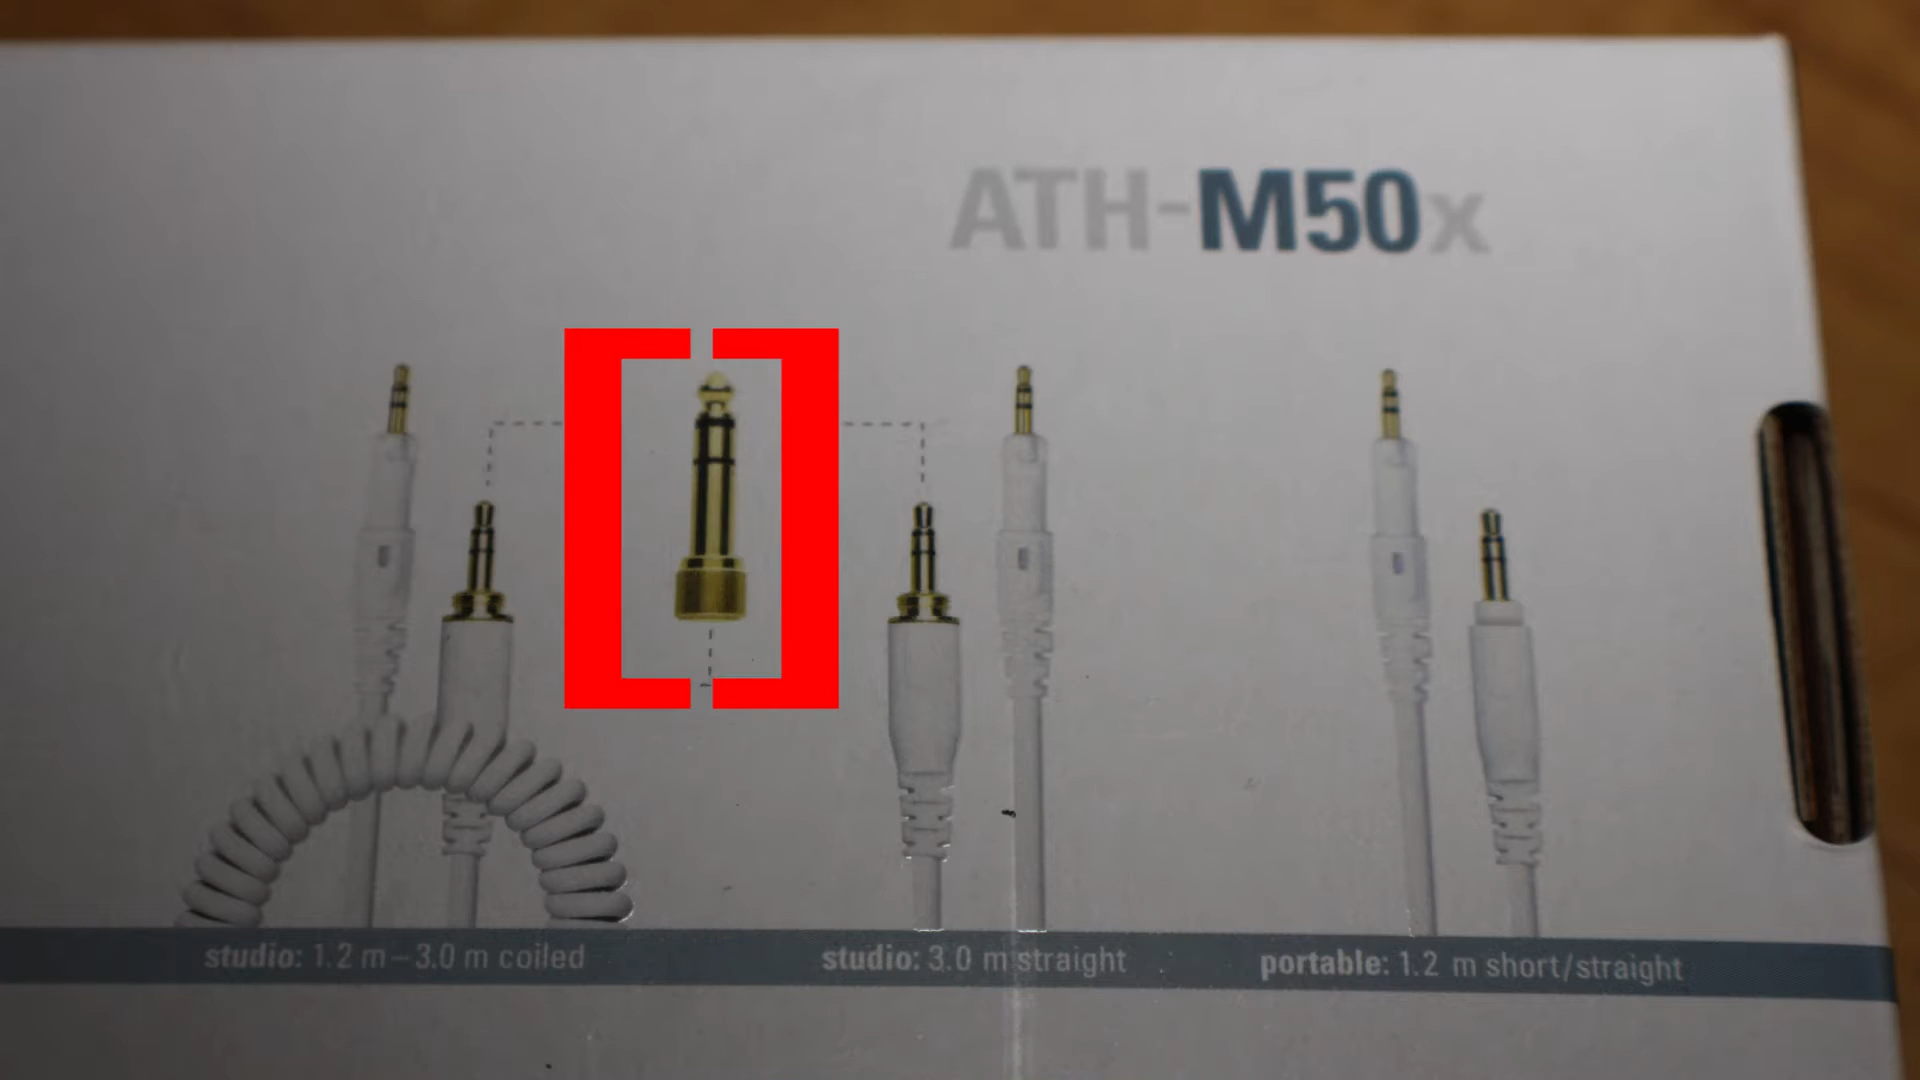 ATH-M50x
studio: 1.2 m–3.0 m coiled
studio: 3.0 m straight
portable: 1.2 m short/straight